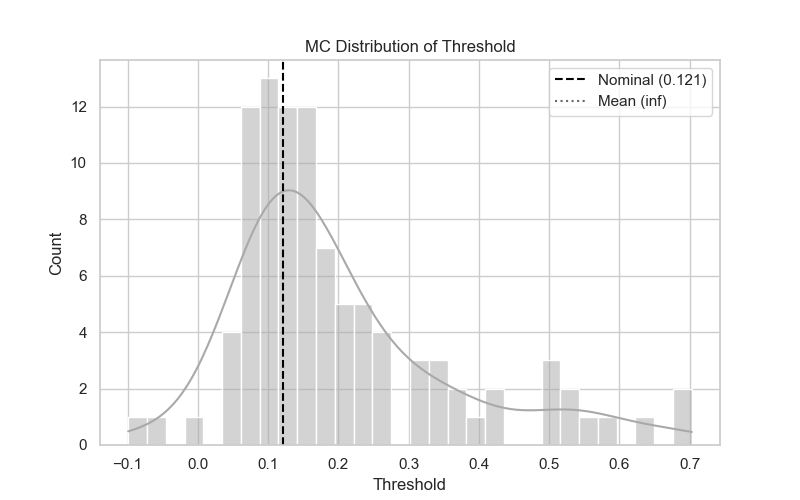 MC Distribution of Threshold
Nominal (0.121)
Mean (inf)
Count
12
10
8
6
4
2
0
−0.1 0.0 0.1 0.2 0.3 0.4 0.5 0.6 0.7
Threshold